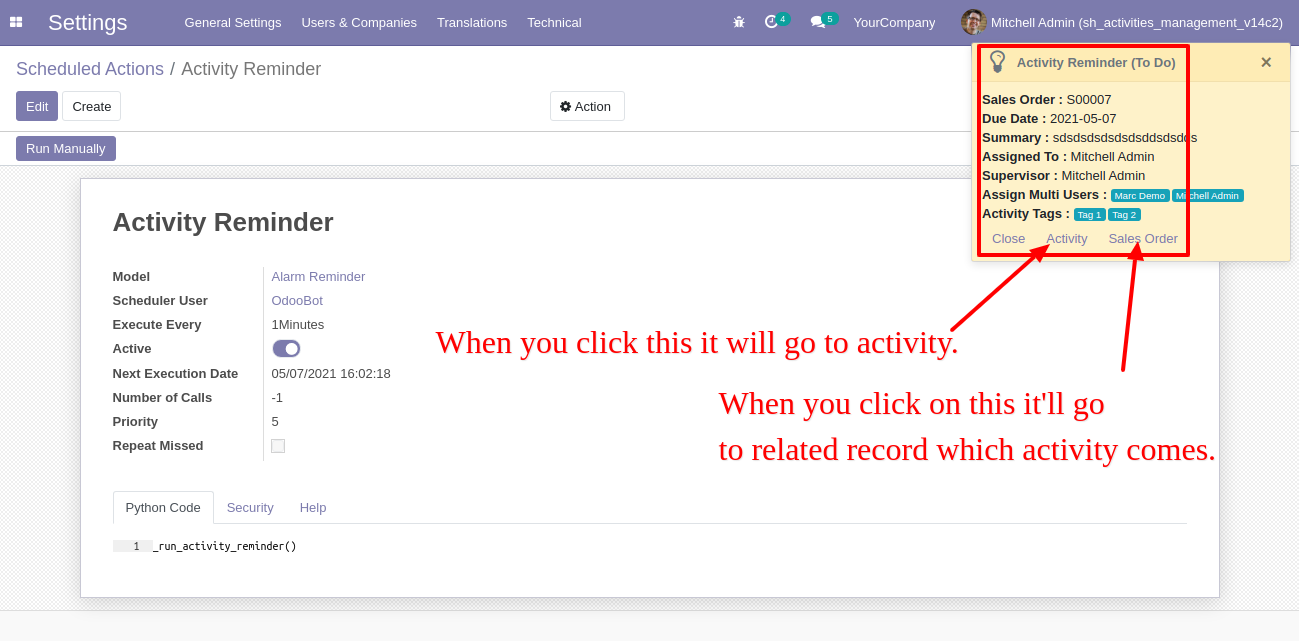 Settings General Settings Users & Companies Translations Technical 4 5 YourCompany Mitchell Admin (sh_activities_management_v14c2)
Scheduled Actions / Activity Reminder
Edit Create Action
Run Manually
Activity Reminder (To Do) ×
Sales Order : S00007
Due Date : 2021-05-07
Summary : sdsdsdsdsdsdsddsdsdds
Assigned To : Mitchell Admin
Supervisor : Mitchell Admin
Assign Multi Users : Marc Demo Mitchell Admin
Activity Tags : Tag 1 Tag 2
Close Activity Sales Order
Activity Reminder
Model Alarm Reminder
Scheduler User OdooBot
Execute Every 1Minutes
Active
Next Execution Date 05/07/2021 16:02:18
Number of Calls -1
Priority 5
Repeat Missed
When you click this it will go to activity.
When you click on this it'll go
to related record which activity comes.
Python Code Security Help
1 _run_activity_reminder()